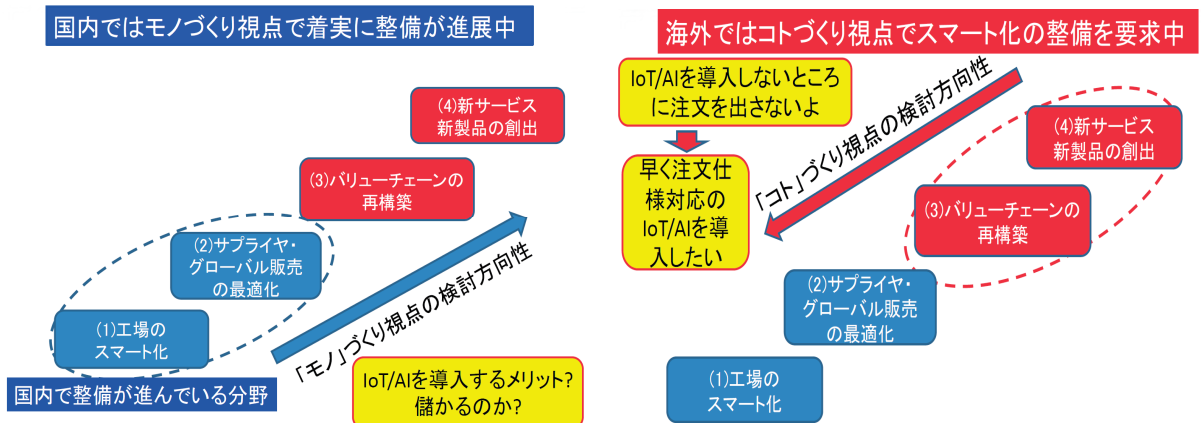 国内ではモノづくり視点で着実に整備が進展中
(4)新サービス
新製品の創出
(3)バリューチェーンの
再構築
(2)サプライヤ・
グローバル販売
の最適化
(1)工場の
スマート化
「モノ」づくり視点の検討方向性
国内で整備が進んでいる分野
IoT/AIを導入するメリット?
儲かるのか?
海外ではコトづくり視点でスマート化の整備を要求中
IoT/AIを導入しないところ
に注文を出さないよ
早く注文仕
様対応の
IoT/AIを導
入したい
「コト」づくり視点の検討方向性
(4)新サービス
新製品の創出
(3)バリューチェーンの
再構築
(2)サプライヤ・
グローバル販売
の最適化
(1)工場の
スマート化